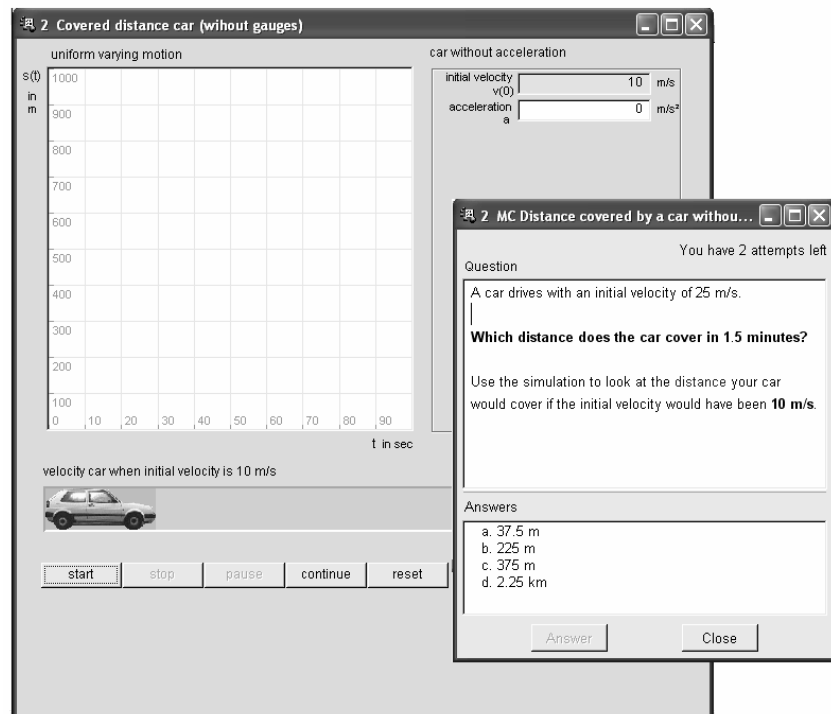 2 Covered distance car (wihout gauges)
uniform varying motion
s(t)
in
m
1000
900
800
700
600
500
400
300
200
100
0 10 20 30 40 50 60 70 80 90
t in sec
car without acceleration
initial velocity
v(0)
10 m/s
acceleration
a
0 m/s²
velocity car when initial velocity is 10 m/s
start stop pause continue reset
2 MC Distance covered by a car withou...
You have 2 attempts left
Question
A car drives with an initial velocity of 25 m/s.
Which distance does the car cover in 1.5 minutes?
Use the simulation to look at the distance your car
would cover if the initial velocity would have been 10 m/s.
Answers
a. 37.5 m
b. 225 m
c. 375 m
d. 2.25 km
Answer Close